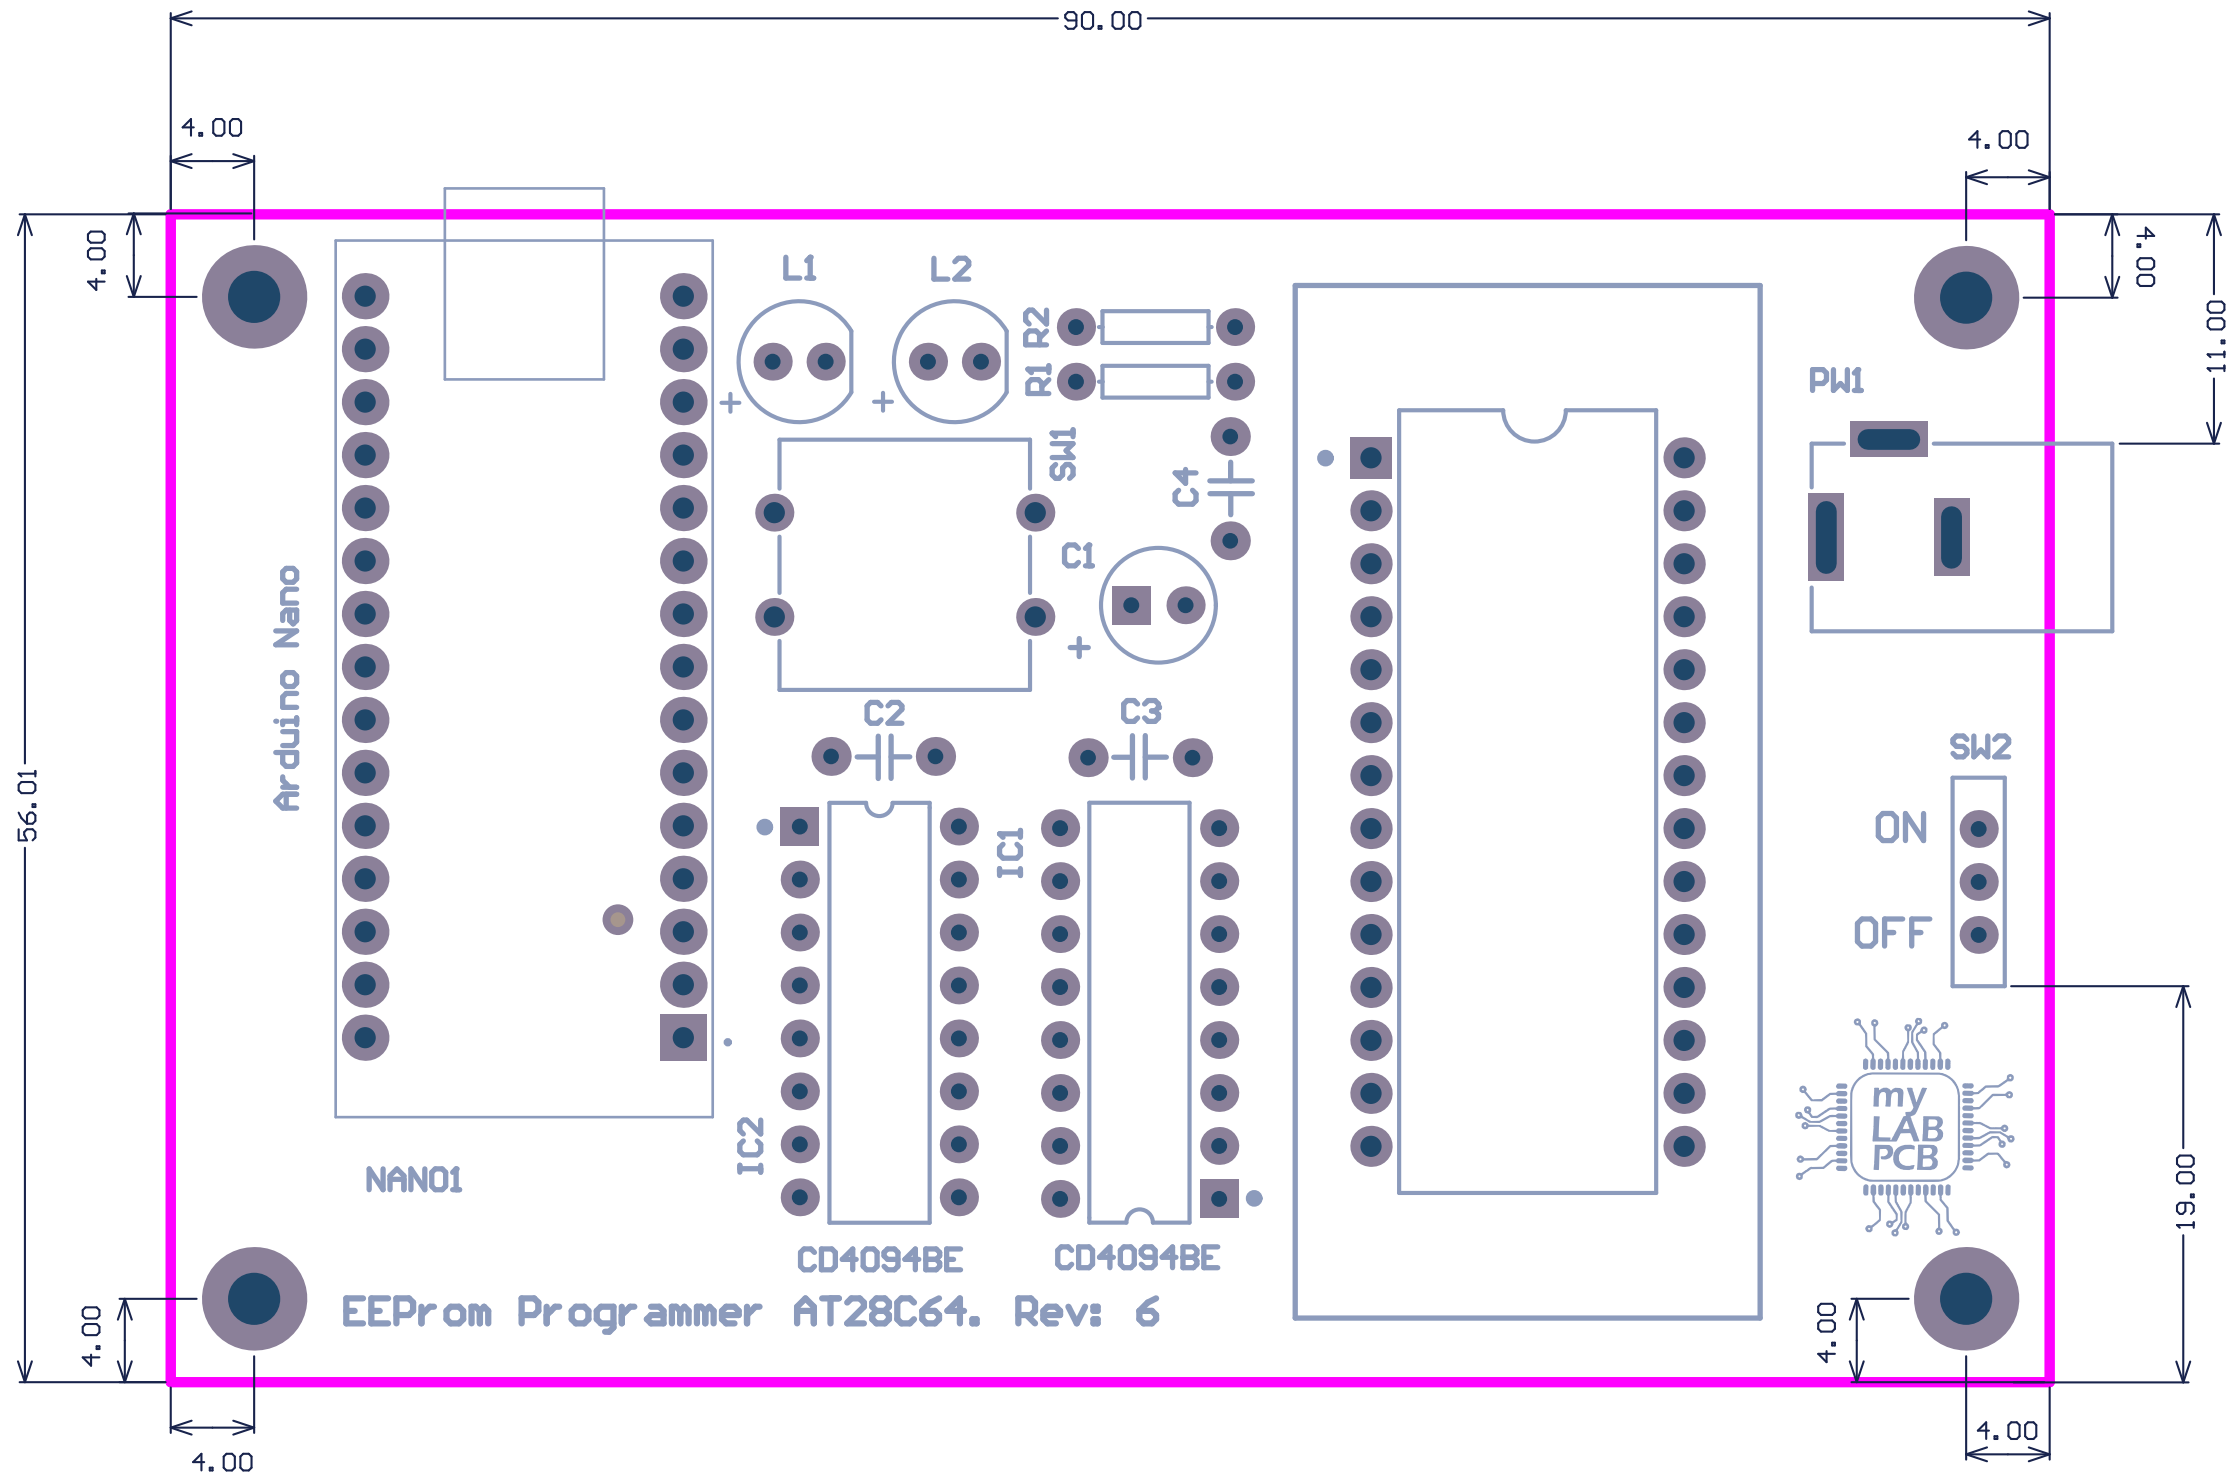 90.00
4.00
4.00
4.00
4.00
11.00
L1
L2
R2
R1
PW1
SW1
C4
C1
Arduino Nano
C2
C3
SW2
56.01
ON
IC1
OFF
my
LAB
PCB
IC2
NANO1
19.00
CD4094BE
CD4094BE
EEProm Programmer AT28C64. Rev: 6
4.00
4.00
4.00
4.00
+
+
+